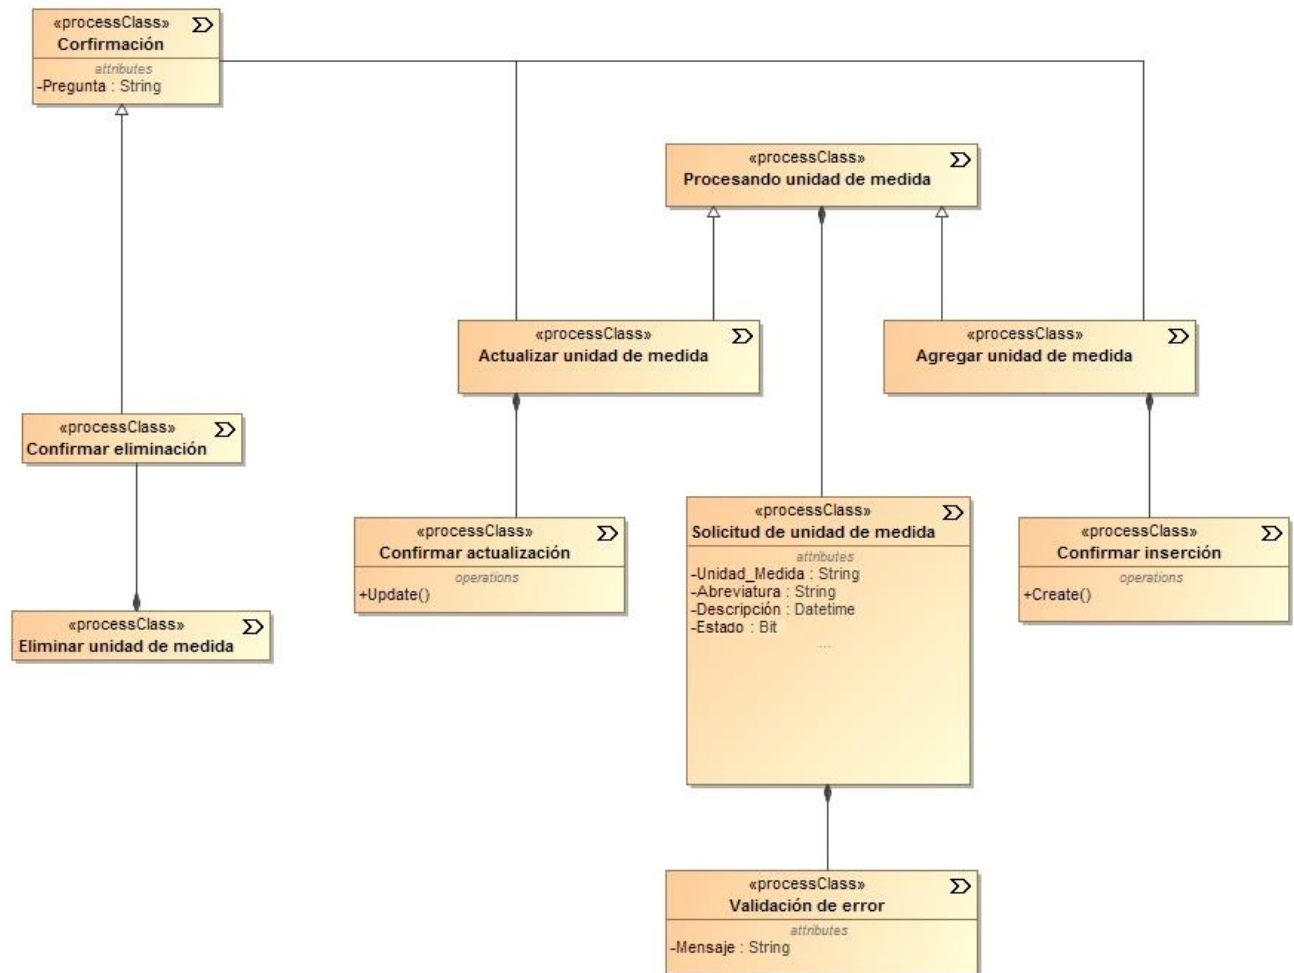 «processClass»
Corfirmación
attributes
-Pregunta : String
«processClass»
Procesando unidad de medida
«processClass»
Actualizar unidad de medida
«processClass»
Agregar unidad de medida
«processClass»
Confirmar eliminación
«processClass»
Confirmar actualización
operations
+Update()
«processClass»
Solicitud de unidad de medida
attributes
-Unidad_Medida : String
-Abreviatura : String
-Descripción : Datetime
-Estado : Bit
...
«processClass»
Confirmar inserción
operations
+Create()
«processClass»
Eliminar unidad de medida
«processClass»
Validación de error
attributes
-Mensaje : String